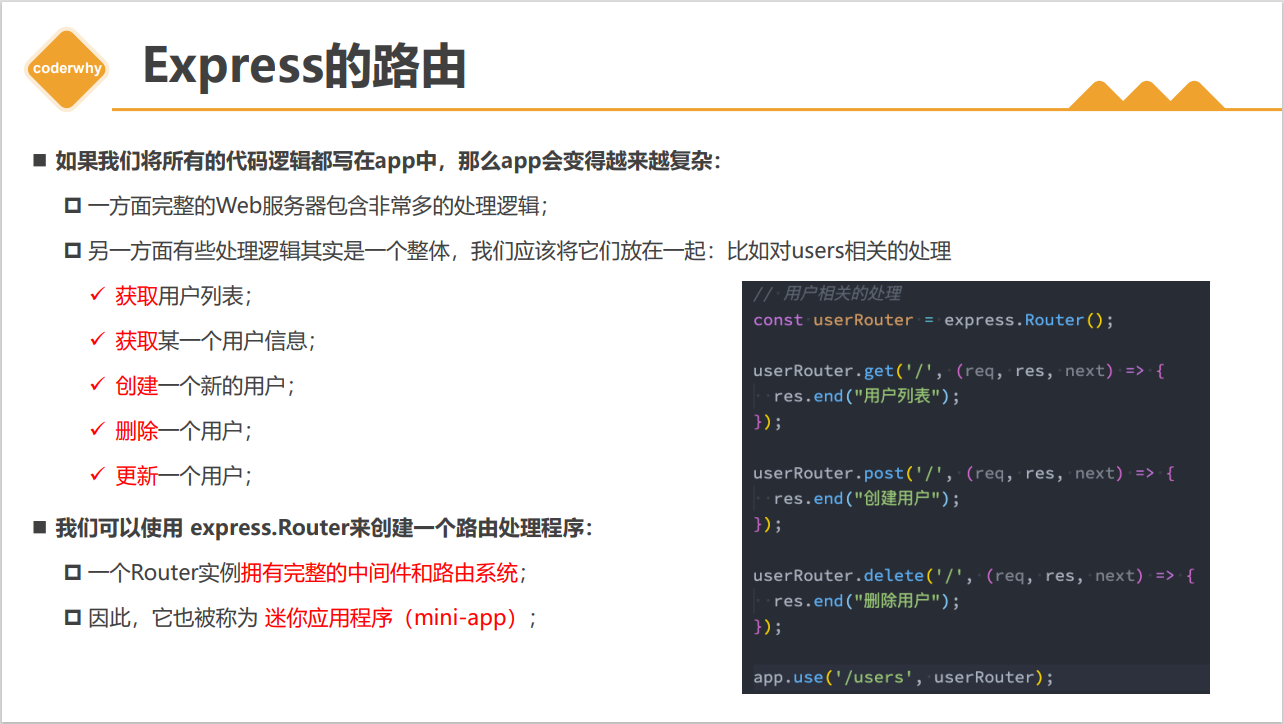 coderwhy
Express的路由
如果我们将所有的代码逻辑都写在app中，那么app会变得越来越复杂：
一方面完整的Web服务器包含非常多的处理逻辑；
另一方面有些处理逻辑其实是一个整体，我们应该将它们放在一起：比如对users相关的处理
获取用户列表；
获取某一个用户信息；
创建一个新的用户；
删除一个用户；
更新一个用户；
我们可以使用 express.Router来创建一个路由处理程序：
一个Router实例拥有完整的中间件和路由系统；
因此，它也被称为 迷你应用程序（mini-app）；
// 用户相关的处理
const userRouter = express.Router();
userRouter.get('/', (req, res, next) => {
  res.end("用户列表");
});
userRouter.post('/', (req, res, next) => {
  res.end("创建用户");
});
userRouter.delete('/', (req, res, next) => {
  res.end("删除用户");
});
app.use('/users', userRouter);